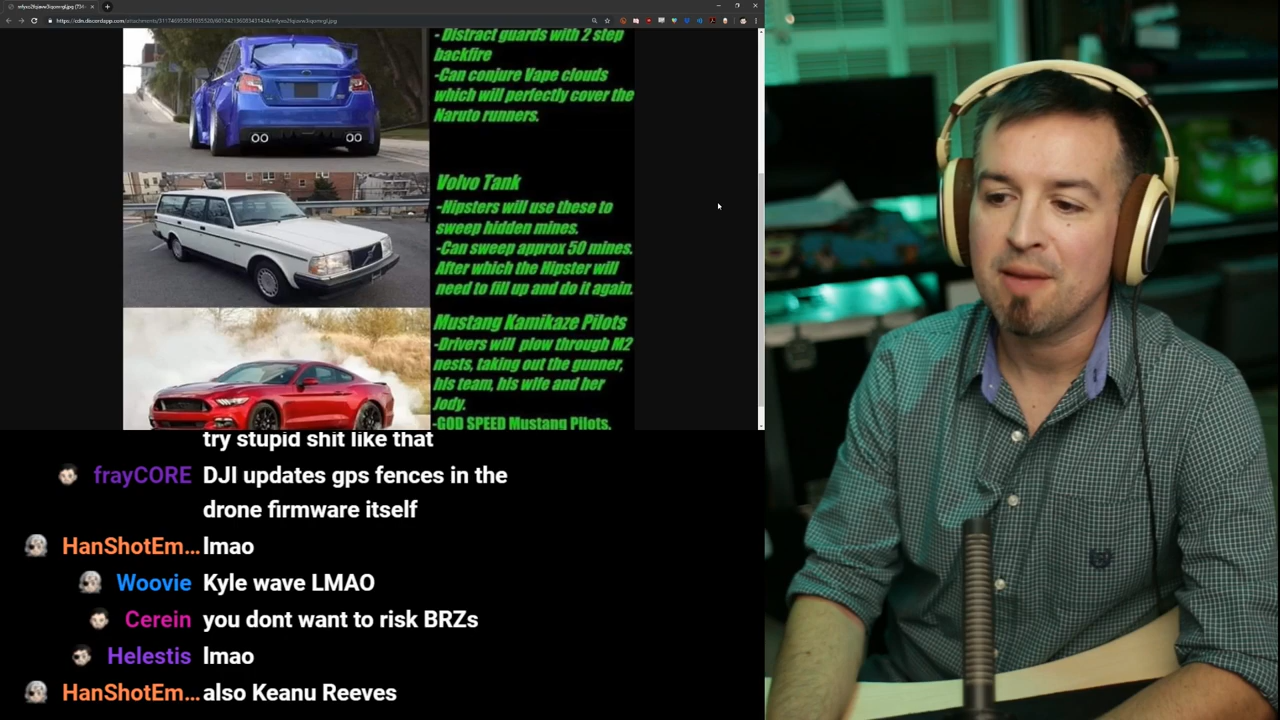 https://cdn.discordapp.com/attachments/
- Distract guards with 2 step
backfire
-Can conjure Vape clouds
which will perfectly cover the
Naruto runners.
Volvo Tank
-Hipsters will use these to
sweep hidden mines.
-Can sweep approx 50 mines.
After which the Hipster will
need to fill up and do it again.
Mustang Kamikaze Pilots
-Drivers will plow through M2
nests, taking out the gunner,
his team, his wife and her
Jody.
-GOD SPEED Mustang Pilots.
try stupid shit like that
frayCORE DJI updates gps fences in the
drone firmware itself
HanShotEm... lmao
Woovie Kyle wave LMAO
Cerein you dont want to risk BRZs
Helestis lmao
HanShotEm... also Keanu Reeves